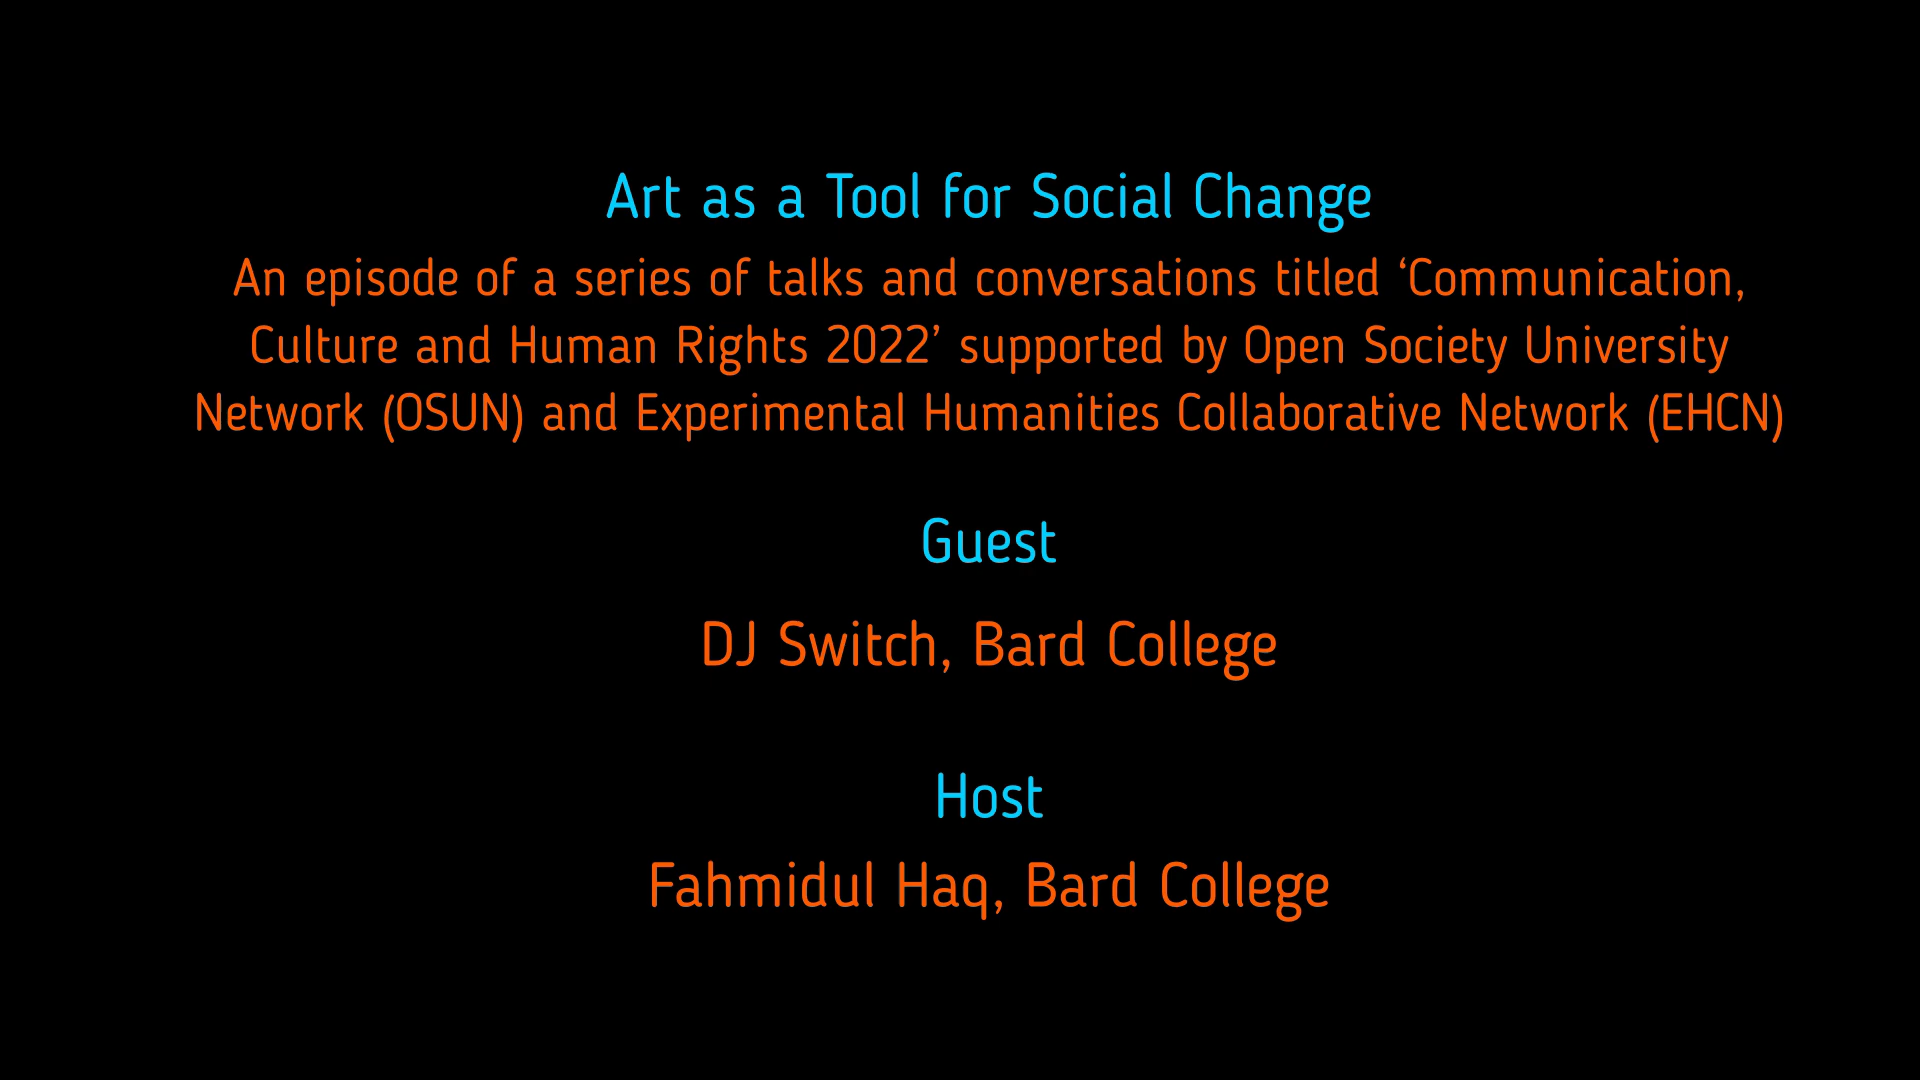 Art as a Tool for Social Change
An episode of a series of talks and conversations titled ‘Communication,
Culture and Human Rights 2022’ supported by Open Society University
Network (OSUN) and Experimental Humanities Collaborative Network (EHCN)
Guest
DJ Switch, Bard College
Host
Fahmidul Haq, Bard College